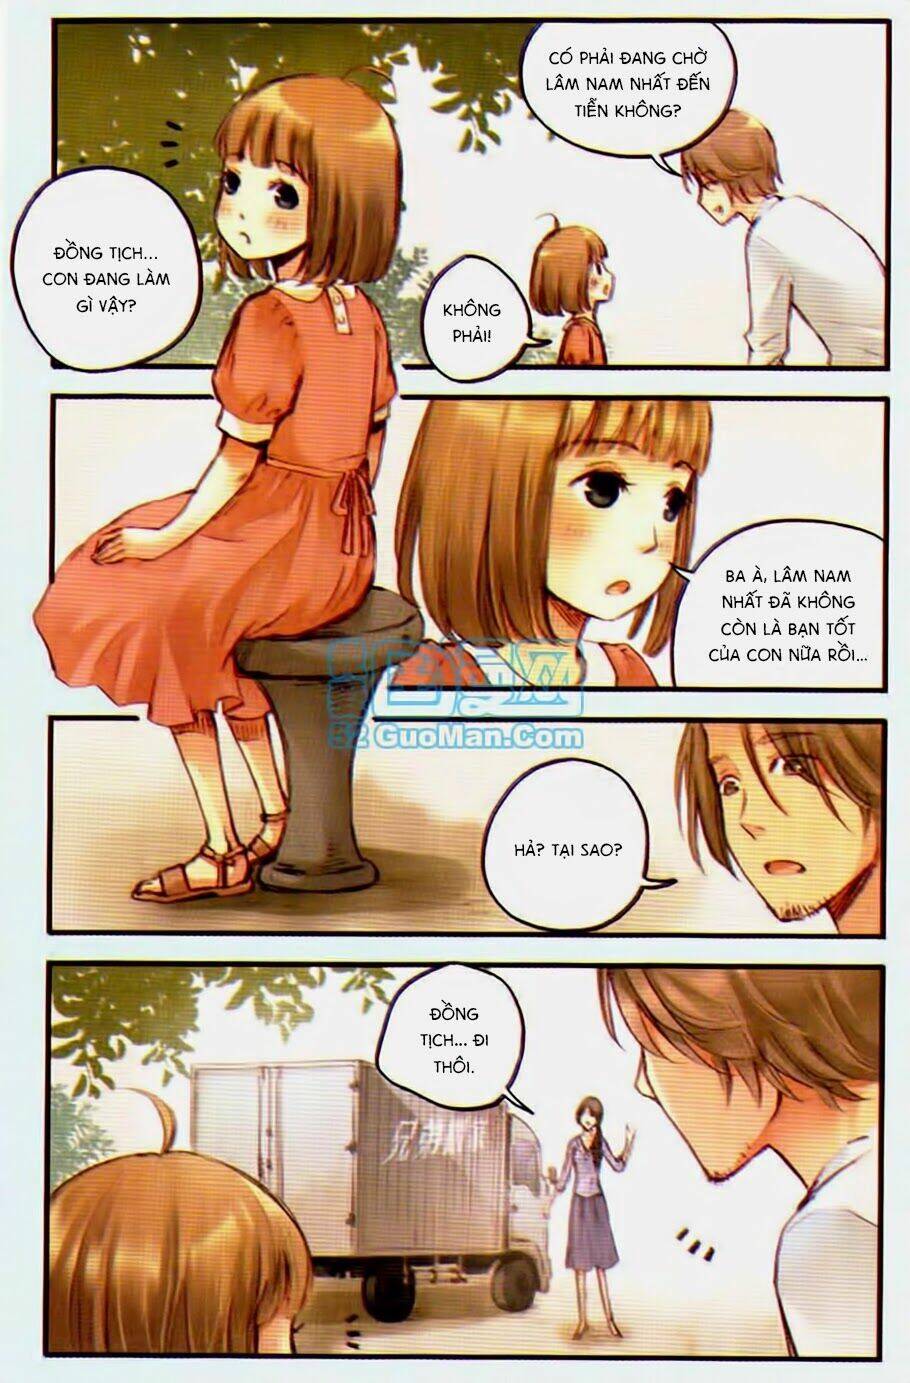 ĐỒNG TỊCH...
CON ĐANG LÀM
GÌ VẬY?
CÓ PHẢI ĐANG CHỜ
LÂM NAM NHẤT ĐẾN
TIỄN KHÔNG?
KHÔNG
PHẢI!
BA À, LÂM NAM
NHẤT ĐÃ KHÔNG
CÒN LÀ BẠN TỐT
CỦA CON NỮA RỒI...
52GuoMan.Com
HẢ? TẠI SAO?
ĐỒNG
TỊCH... ĐI
THÔI.
兄弟